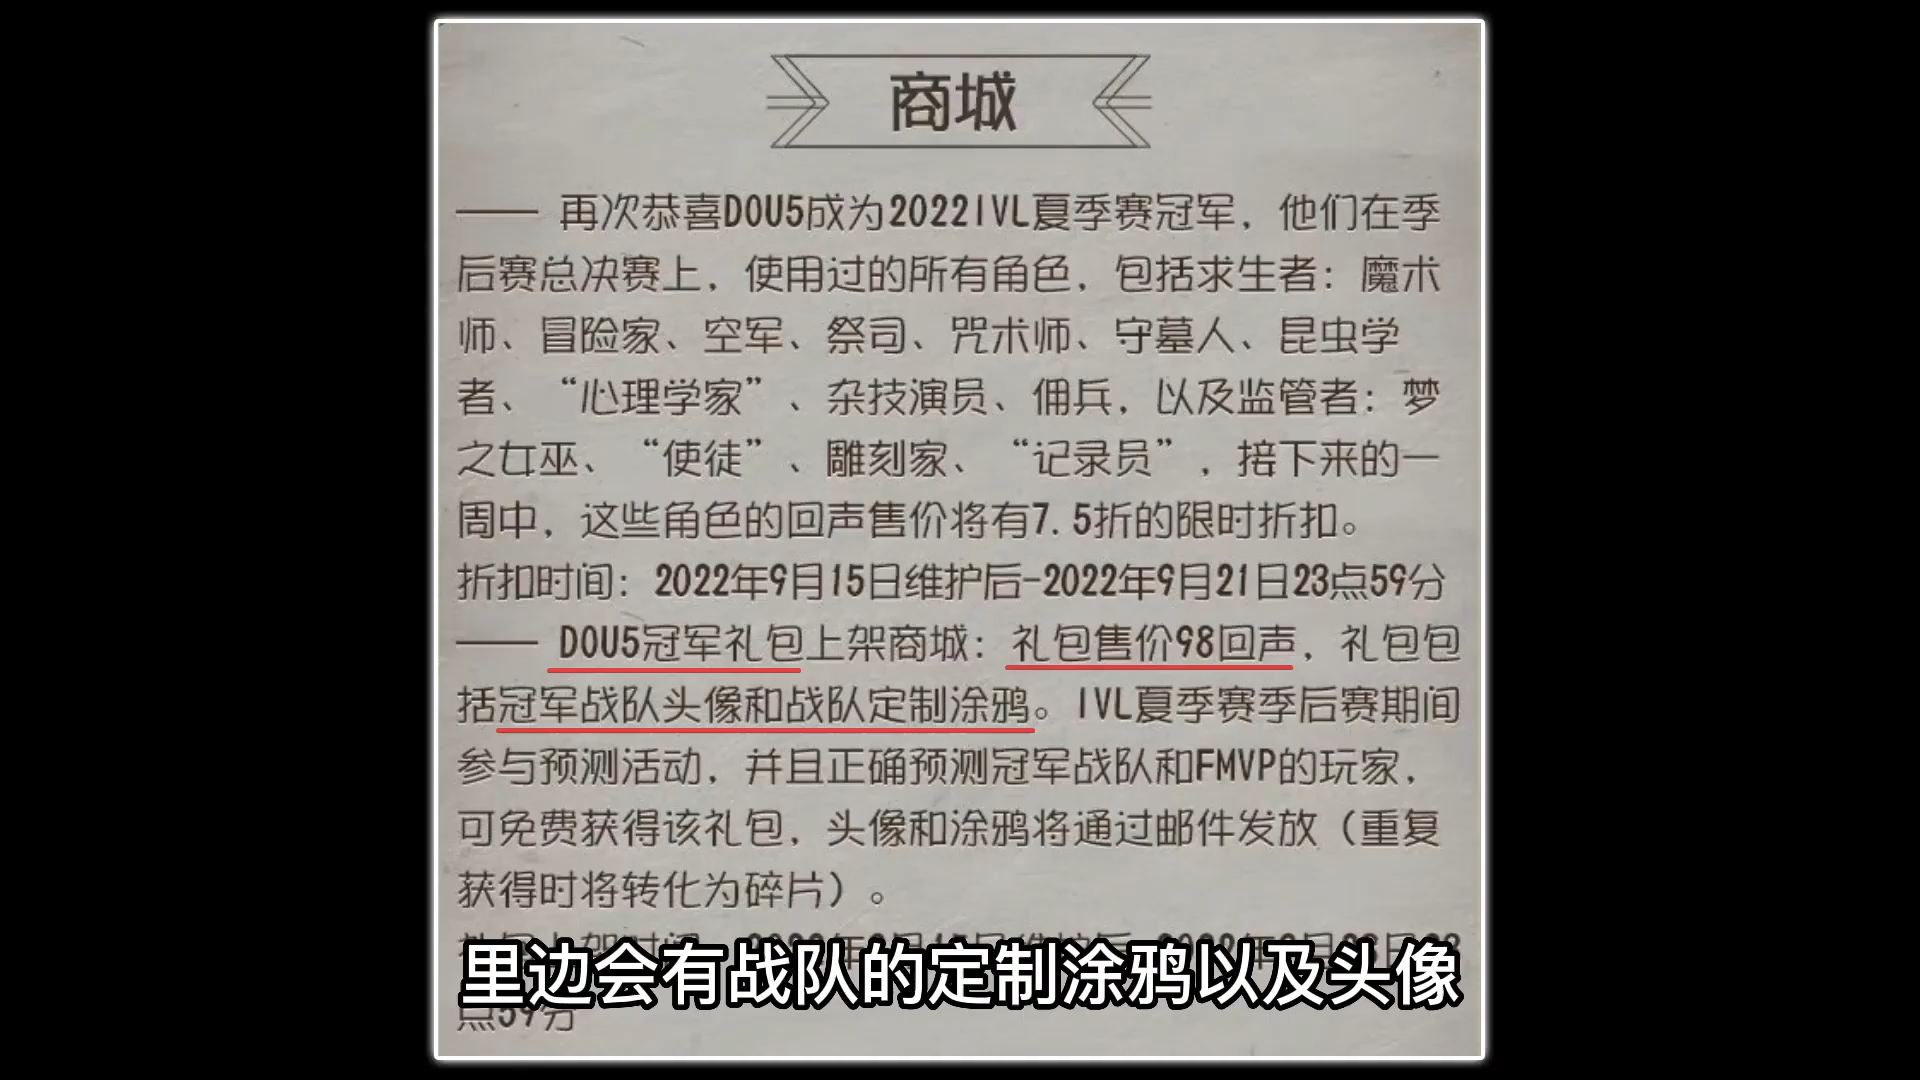 商城
—— 再次恭喜DOU5成为2022IVL夏季赛冠军，他们在季
后赛总决赛上，使用过的所有角色，包括求生者：魔术
师、冒险家、空军、祭司、咒术师、守墓人、昆虫学
者、“心理学家”、杂技演员、佣兵，以及监管者：梦
之女巫、“使徒”、雕刻家、“记录员”，接下来的一
周中，这些角色的回声售价将有7.5折的限时折扣。
折扣时间：2022年9月15日维护后-2022年9月21日23点59分
—— DOU5冠军礼包上架商城：礼包售价98回声，礼包包
括冠军战队头像和战队定制涂鸦。IVL夏季赛季后赛期间
参与预测活动，并且正确预测冠军战队和FMVP的玩家，
可免费获得该礼包，头像和涂鸦将通过邮件发放（重复
获得时将转化为碎片）。
里边会有战队的定制涂鸦以及头像
点59分